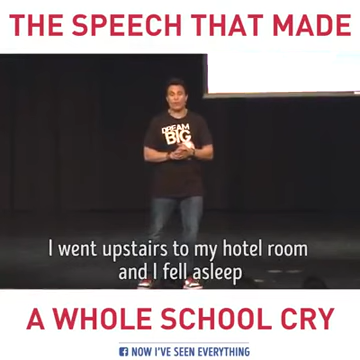 THE SPEECH THAT MADE
DREAM
BIG
I went upstairs to my hotel room
and I fell asleep
A WHOLE SCHOOL CRY
NOW I'VE SEEN EVERYTHING